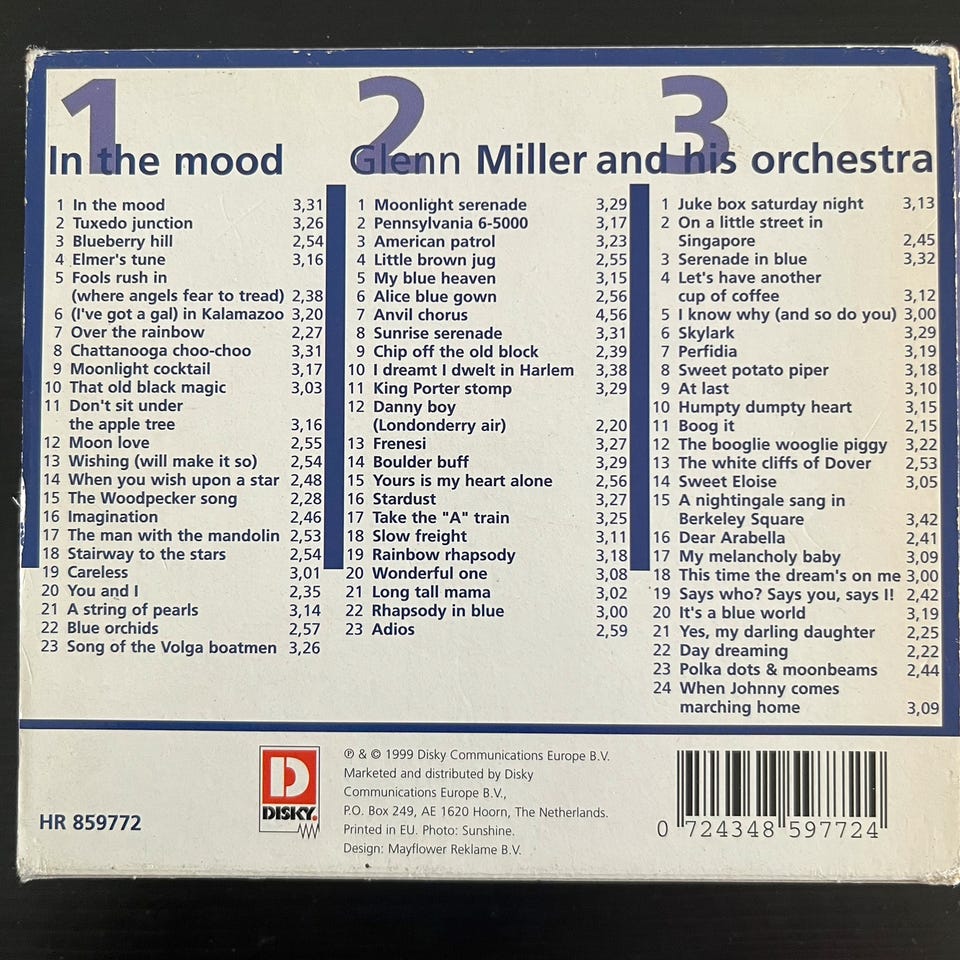 1
2
3
In the mood
Glenn Miller and his orchestra
1 In the mood 3,31
2 Tuxedo junction 3,26
3 Blueberry hill 2,54
4 Elmer's tune 3,16
5 Fools rush in
(where angels fear to tread) 2,38
6 (I've got a gal) in Kalamazoo 3,20
7 Over the rainbow 2,27
8 Chattanooga choo-choo 3,31
9 Moonlight cocktail 3,17
10 That old black magic 3,03
11 Don't sit under
the apple tree 3,16
12 Moon love 2,55
13 Wishing (will make it so) 2,54
14 When you wish upon a star 2,48
15 The Woodpecker song 2,28
16 Imagination 2,46
17 The man with the mandolin 2,53
18 Stairway to the stars 2,54
19 Careless 3,01
20 You and I 2,35
21 A string of pearls 3,14
22 Blue orchids 2,57
23 Song of the Volga boatmen 3,26
1 Moonlight serenade 3,29
2 Pennsylvania 6-5000 3,17
3 American patrol 3,23
4 Little brown jug 2,55
5 My blue heaven 3,15
6 Alice blue gown 2,56
7 Anvil chorus 4,56
8 Sunrise serenade 3,31
9 Chip off the old block 2,39
10 I dreamt I dwelt in Harlem 3,38
11 King Porter stomp 3,29
12 Danny boy
(Londonderry air) 2,20
13 Frenesi 3,27
14 Boulder buff 3,29
15 Yours is my heart alone 2,56
16 Stardust 3,27
17 Take the "A" train 3,25
18 Slow freight 3,11
19 Rainbow rhapsody 3,18
20 Wonderful one 3,08
21 Long tall mama 3,02
22 Rhapsody in blue 3,00
23 Adios 2,59
1 Juke box saturday night 3,13
2 On a little street in
Singapore 2,45
3 Serenade in blue 3,32
4 Let's have another
cup of coffee 3,12
5 I know why (and so do you) 3,00
6 Skylark 3,29
7 Perfidia 3,19
8 Sweet potato piper 3,18
9 At last 3,10
10 Humpty dumpty heart 3,15
11 Boog it 2,15
12 The booglie wooglie piggy 3,22
13 The white cliffs of Dover 2,53
14 Sweet Eloise 3,05
15 A nightingale sang in
Berkeley Square 3,42
16 Dear Arabella 2,41
17 My melancholy baby 3,09
18 This time the dream's on me 3,00
19 Says who? Says you, says I! 2,42
20 It's a blue world 3,19
21 Yes, my darling daughter 2,25
22 Day dreaming 2,22
23 Polka dots & moonbeams 2,44
24 When Johnny comes
marching home 3,09
HR 859772
D
DISKY.
℗ & © 1999 Disky Communications Europe B.V.
Marketed and distributed by Disky
Communications Europe B.V.,
P.O. Box 249, AE 1620 Hoorn, The Netherlands.
Printed in EU. Photo: Sunshine.
Design: Mayflower Reklame B.V.
0 724348 597724